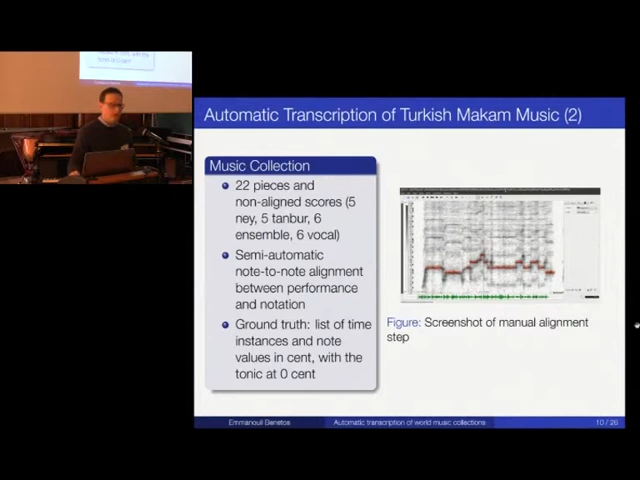 Automatic Transcription of Turkish Makam Music (2)
Music Collection
22 pieces and
non-aligned scores (5
ney, 5 tanbur, 6
ensemble, 6 vocal)
Semi-automatic
note-to-note alignment
between performance
and notation
Ground truth: list of time
instances and note
values in cent, with the
tonic at 0 cent
Figure: Screenshot of manual alignment
step
Emmanouil Benetos
Automatic transcription of world music collections
10 / 26